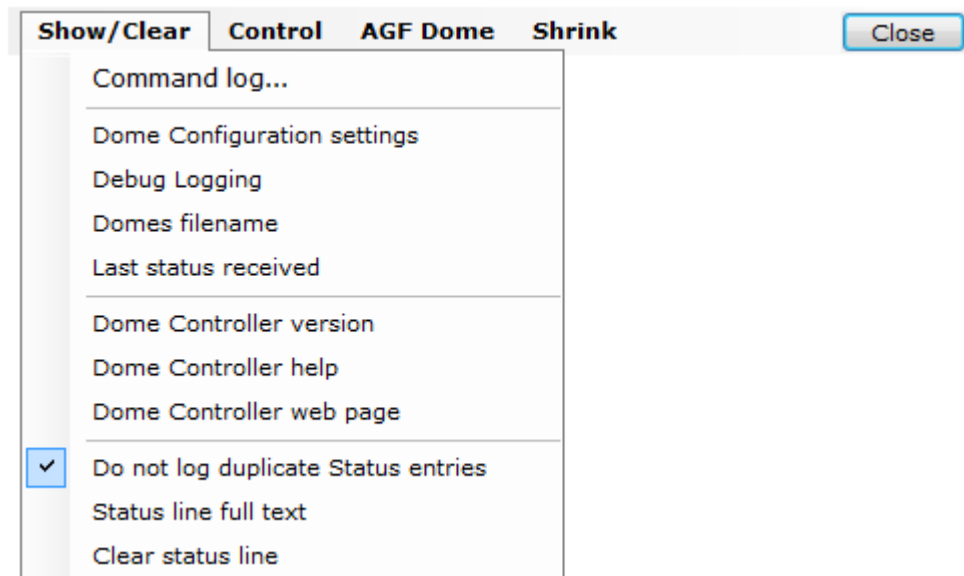 Show/Clear Control AGF Dome Shrink Close
Command log...
Dome Configuration settings
Debug Logging
Domes filename
Last status received
Dome Controller version
Dome Controller help
Dome Controller web page
Do not log duplicate Status entries
Status line full text
Clear status line